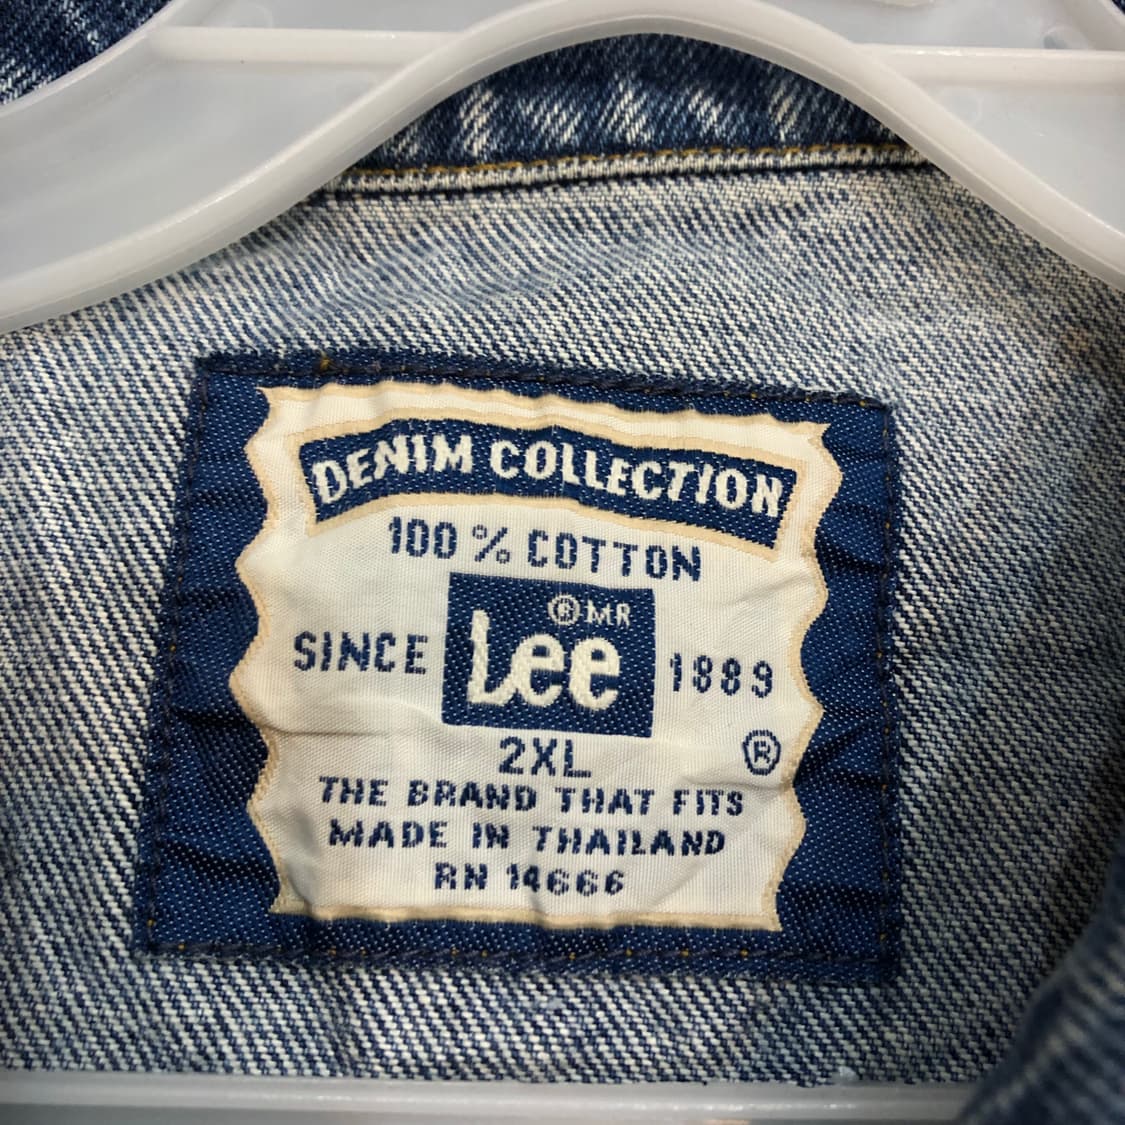 DENIM COLLECTION
100 % COTTON
® MR
SINCE Lee 1889
®
2XL
THE BRAND THAT FITS
MADE IN THAILAND
RN 14666